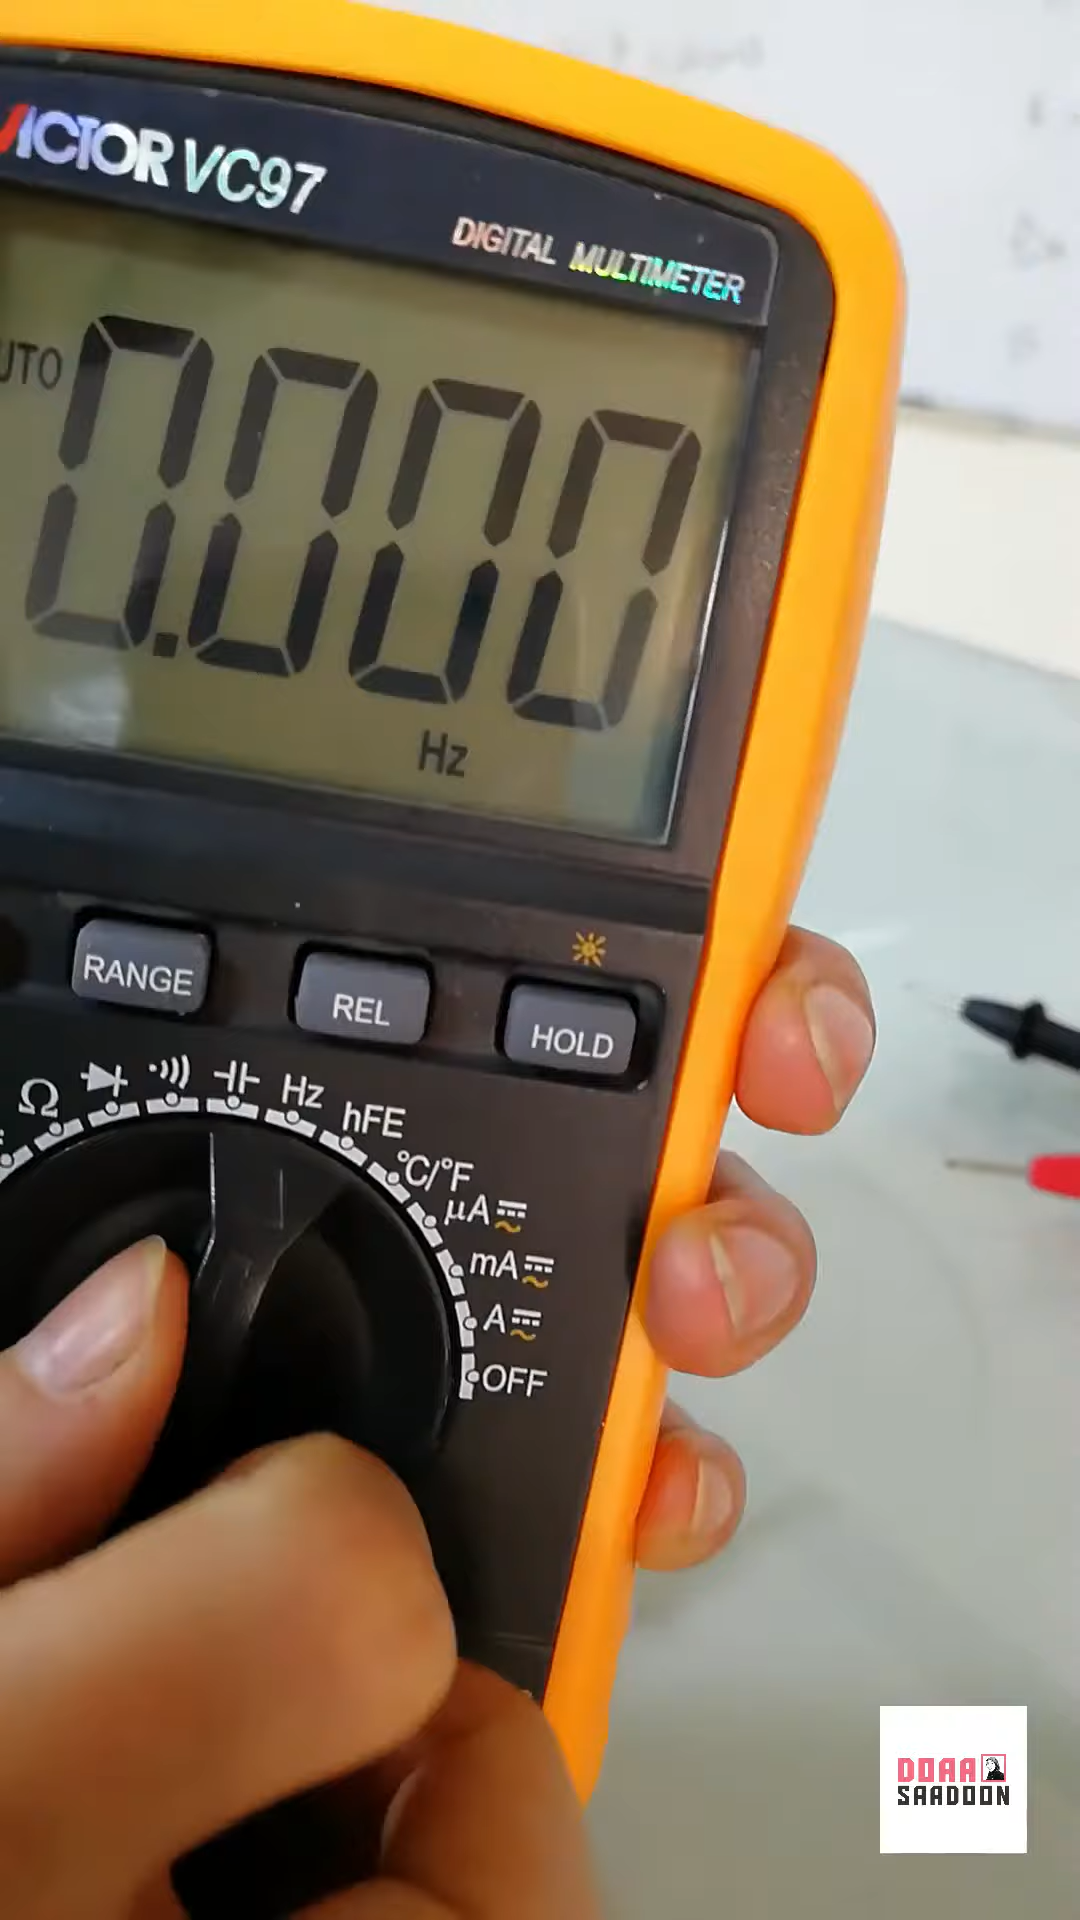 VICTOR VC97
DIGITAL MULTIMETER
UTO
0.000
Hz
RANGE
REL
HOLD
Ω
Hz
hFE
°C/°F
μA
mA
A
OFF
DOAA
SAADOON